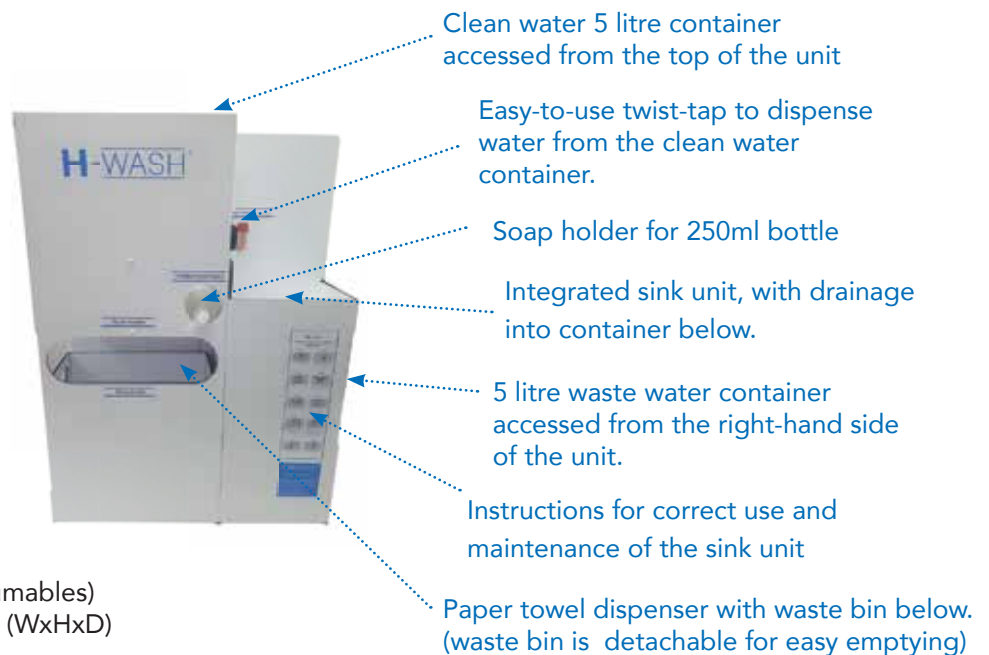 Clean water 5 litre container
accessed from the top of the unit
Easy-to-use twist-tap to dispense
water from the clean water
container.
H-WASH
Soap holder for 250ml bottle
Integrated sink unit, with drainage
into container below.
5 litre waste water container
accessed from the right-hand side
of the unit.
Instructions for correct use and
maintenance of the sink unit
Paper towel dispenser with waste bin below.
(waste bin is detachable for easy emptying)
umables)
(WxHxD)